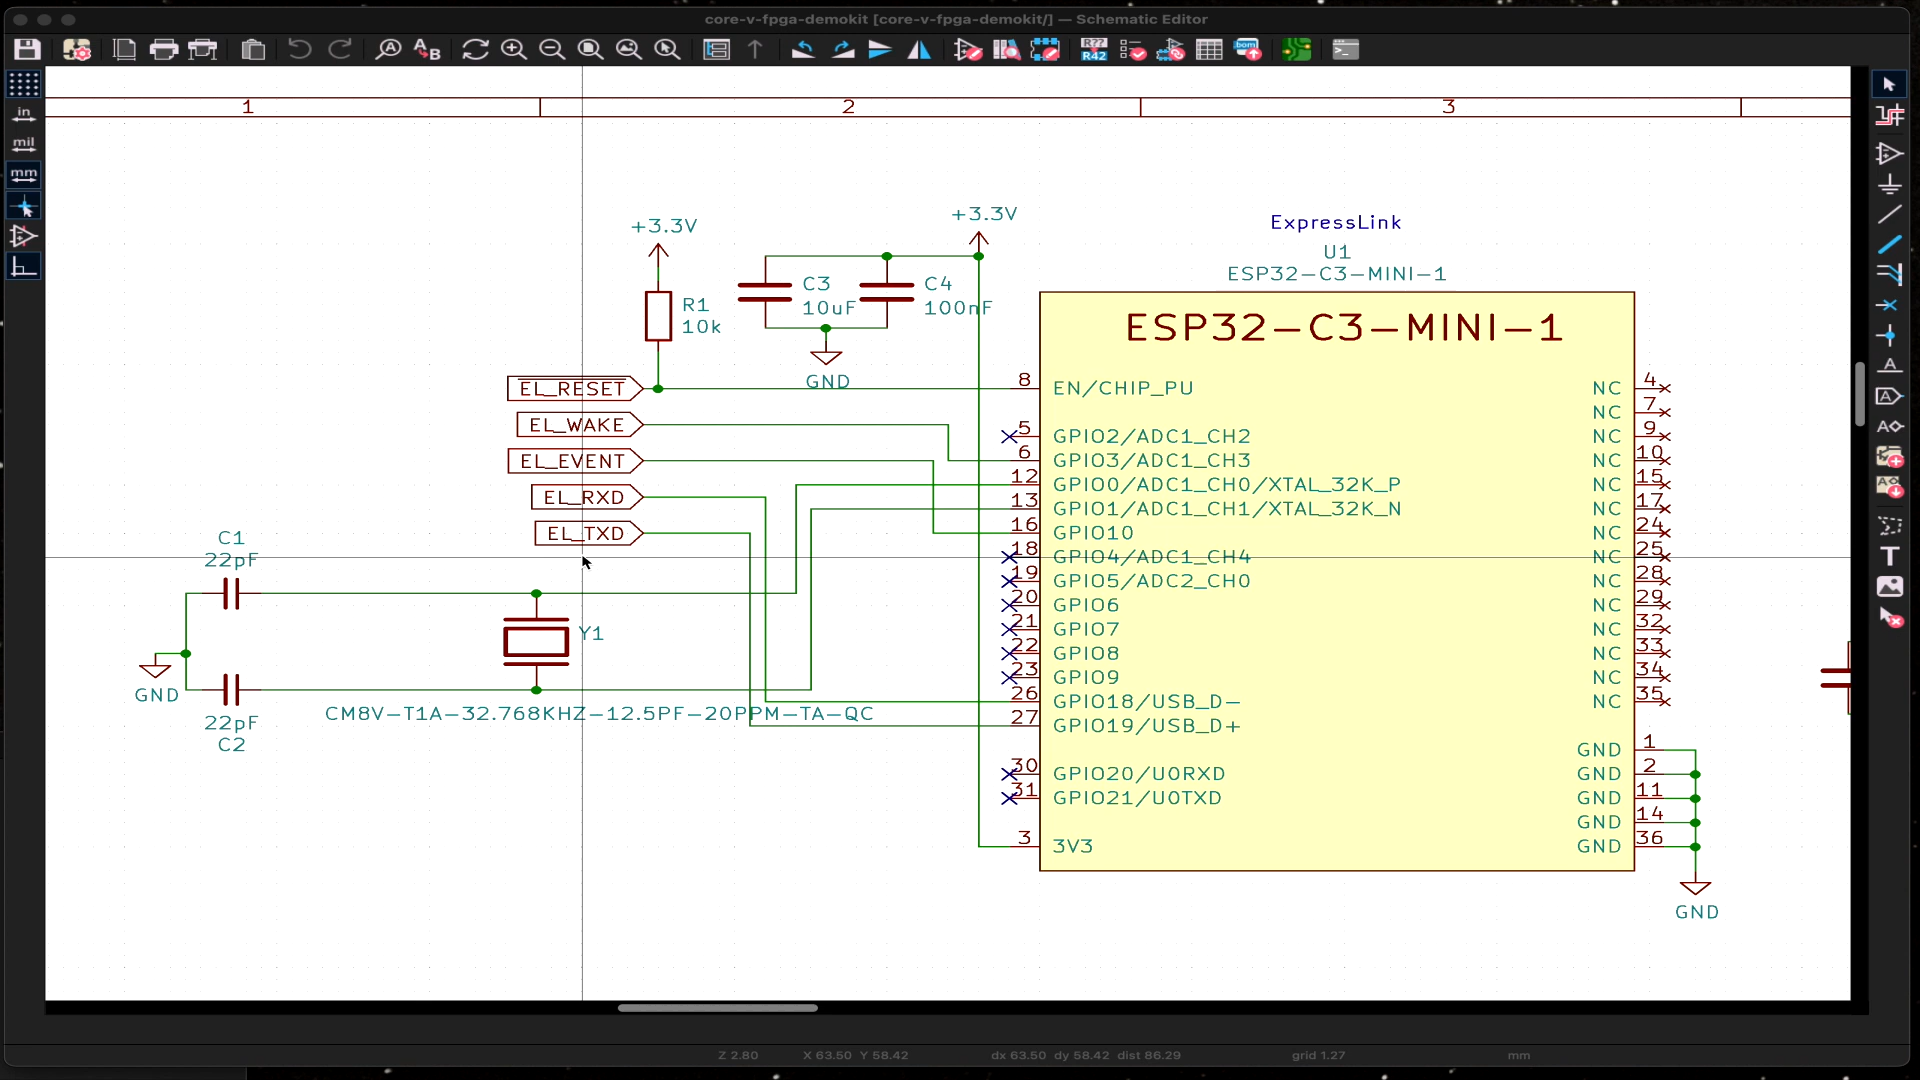 core-v-fpga-demokit [core-v-fpga-demokit/] — Schematic Editor
A
B
R??
R42
bom
in
mil
mm
1
2
3
+3.3V
+3.3V
ExpressLink
U1
ESP32-C3-MINI-1
R1
10k
C3
10uF
C4
100nF
GND
ESP32-C3-MINI-1
EL_RESET
EL_WAKE
EL_EVENT
EL_RXD
EL_TXD
8 EN/CHIP_PU
5 GPIO2/ADC1_CH2
6 GPIO3/ADC1_CH3
12 GPIO0/ADC1_CH0/XTAL_32K_P
13 GPIO1/ADC1_CH1/XTAL_32K_N
16 GPIO10
18 GPIO4/ADC1_CH4
19 GPIO5/ADC2_CH0
20 GPIO6
21 GPIO7
22 GPIO8
23 GPIO9
26 GPIO18/USB_D-
27 GPIO19/USB_D+
30 GPIO20/U0RXD
31 GPIO21/U0TXD
3 3V3
NC 4
NC 7
NC 9
NC 10
NC 15
NC 17
NC 24
NC 25
NC 28
NC 29
NC 32
NC 33
NC 34
NC 35
GND 1
GND 2
GND 11
GND 14
GND 36
GND
C1
22pF
Y1
GND
22pF
C2
CM8V-T1A-32.768KHZ-12.5PF-20PPM-TA-QC
A
A
A
A
T
Z 2.80
X 63.50 Y 58.42
dx 63.50 dy 58.42 dist 86.29
grid 1.27
mm